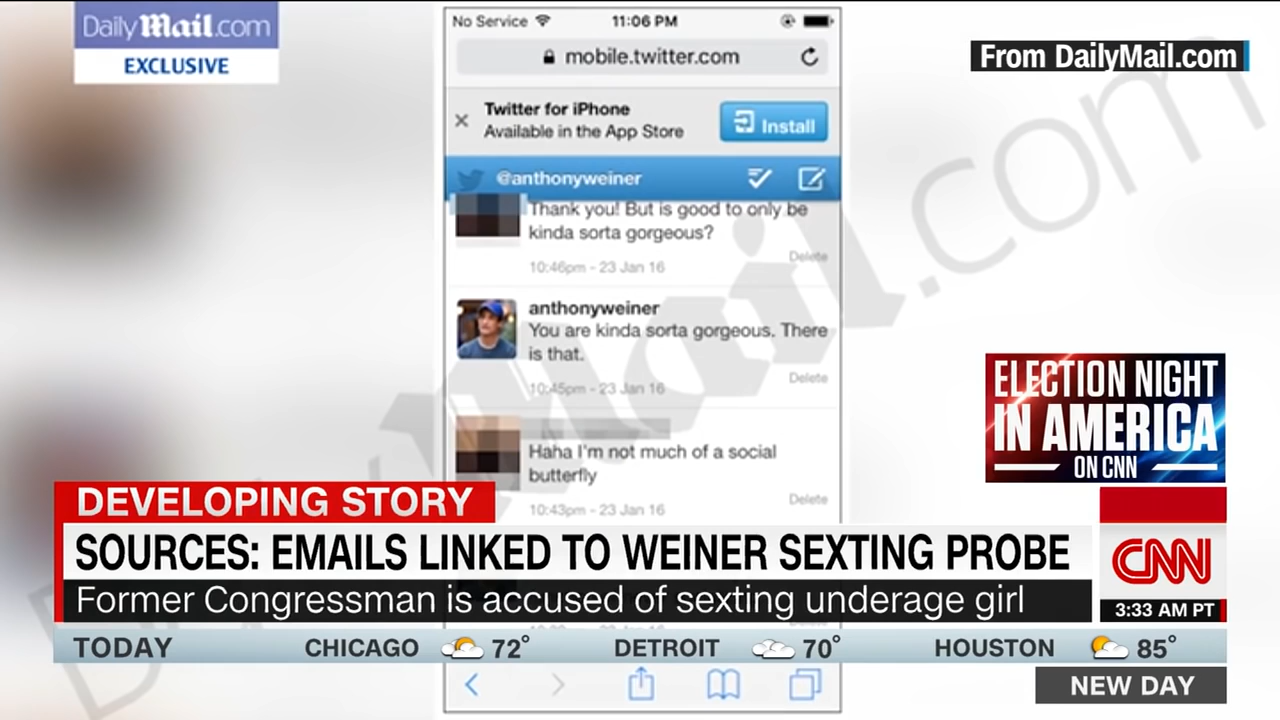 Daily Mail.com
EXCLUSIVE
From DailyMail.com
No Service
11:06 PM
mobile.twitter.com
Twitter for iPhone
Available in the App Store
Install
@anthonyweiner
Thank you! But is good to only be
kinda sorta gorgeous?
Delete
10:46pm - 23 Jan 16
anthonyweiner
You are kinda sorta gorgeous. There
is that.
Delete
10:45pm - 23 Jan 16
Haha I'm not much of a social
butterfly
Delete
10:43pm - 23 Jan 16
ELECTION NIGHT
IN AMERICA
ON CNN
DEVELOPING STORY
SOURCES: EMAILS LINKED TO WEINER SEXTING PROBE
Former Congressman is accused of sexting underage girl
CNN
3:33 AM PT
TODAY CHICAGO 72° DETROIT 70° HOUSTON 85°
NEW DAY